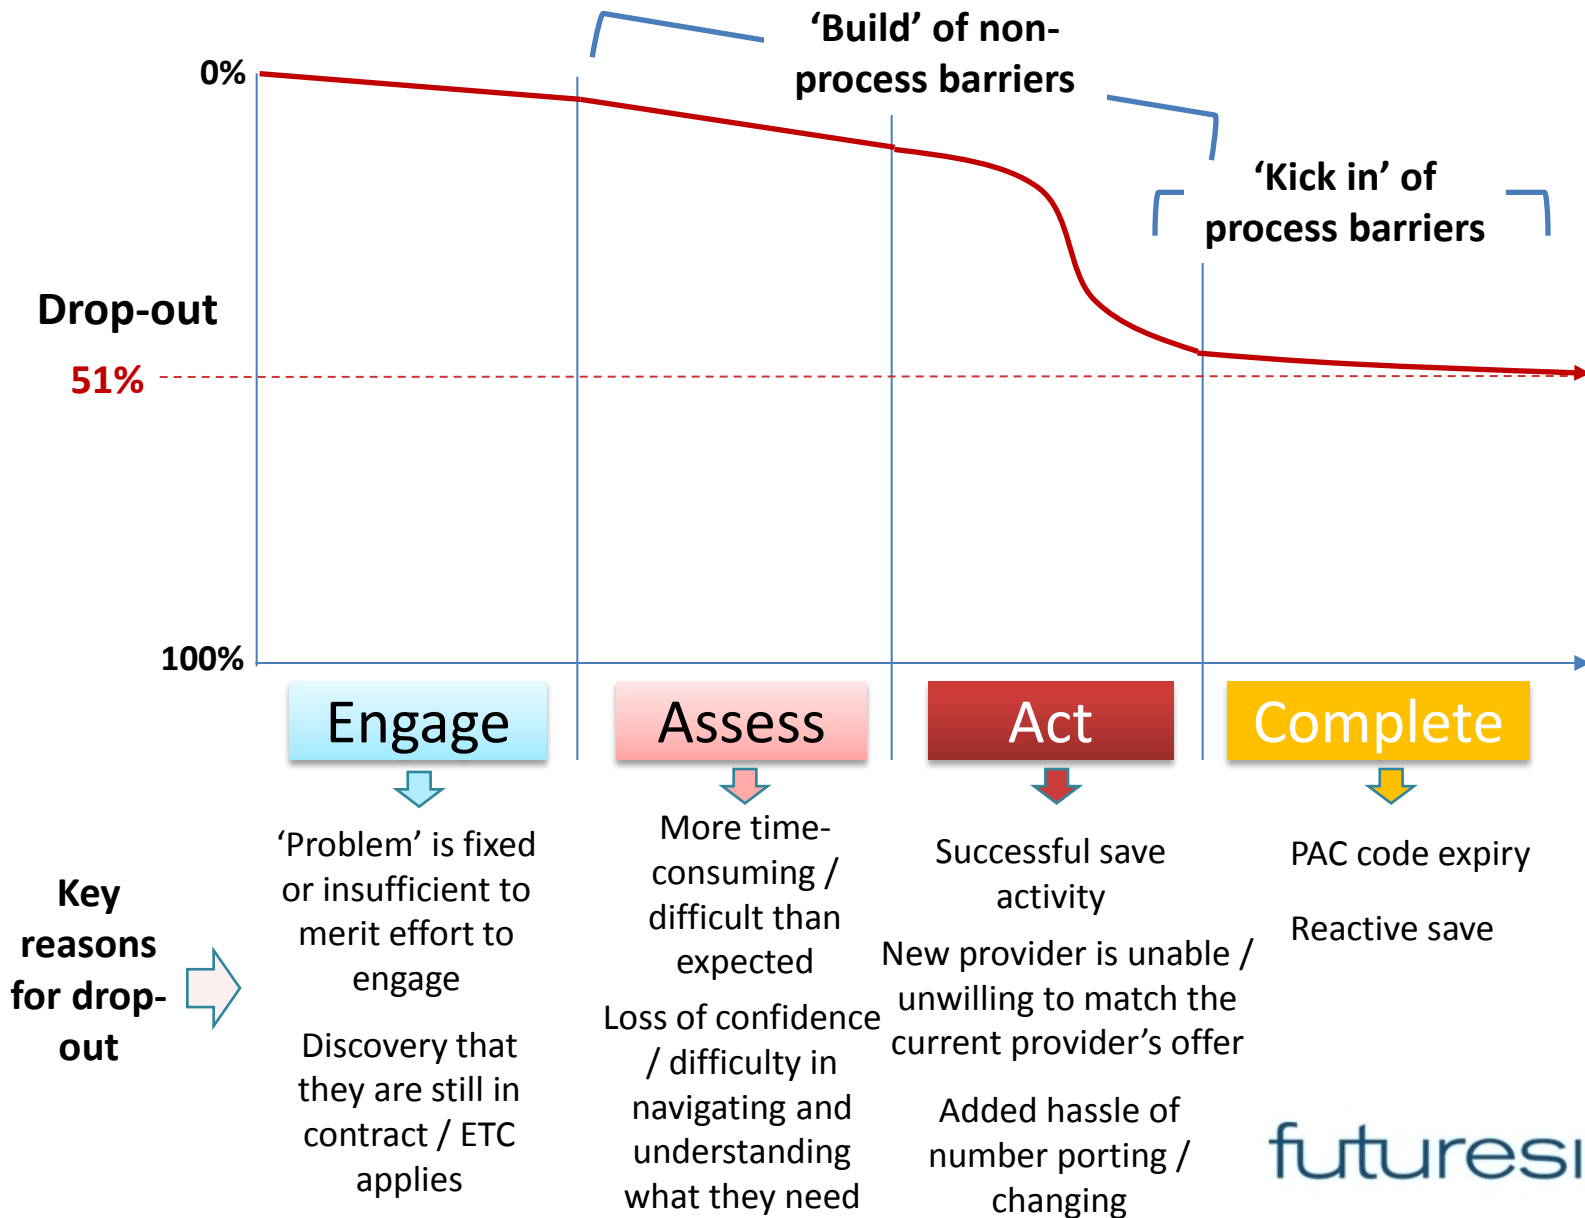 ‘Build’ of non-
process barriers
0%
‘Kick in’ of
process barriers
Drop-out
51%
100%
Engage
Assess
Act
Complete
Key
reasons
for drop-
out
‘Problem’ is fixed
or insufficient to
merit effort to
engage
Discovery that
they are still in
contract / ETC
applies
More time-
consuming /
difficult than
expected
Loss of confidence
/ difficulty in
navigating and
understanding
what they need
Successful save
activity
New provider is unable /
unwilling to match the
current provider’s offer
Added hassle of
number porting /
changing
PAC code expiry
Reactive save
futuresi